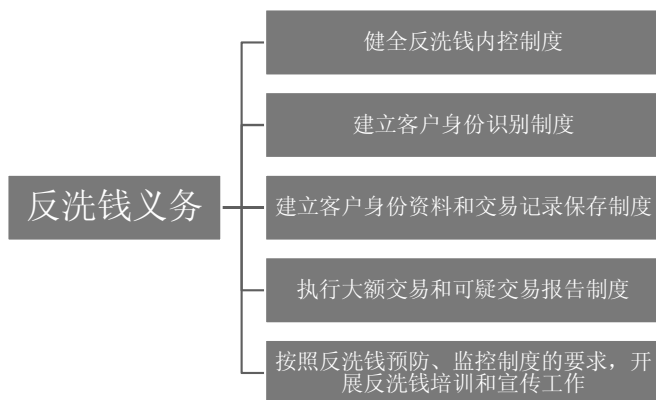 反洗钱义务
健全反洗钱内控制度
建立客户身份识别制度
建立客户身份资料和交易记录保存制度
执行大额交易和可疑交易报告制度
按照反洗钱预防、监控制度的要求，开
展反洗钱培训和宣传工作